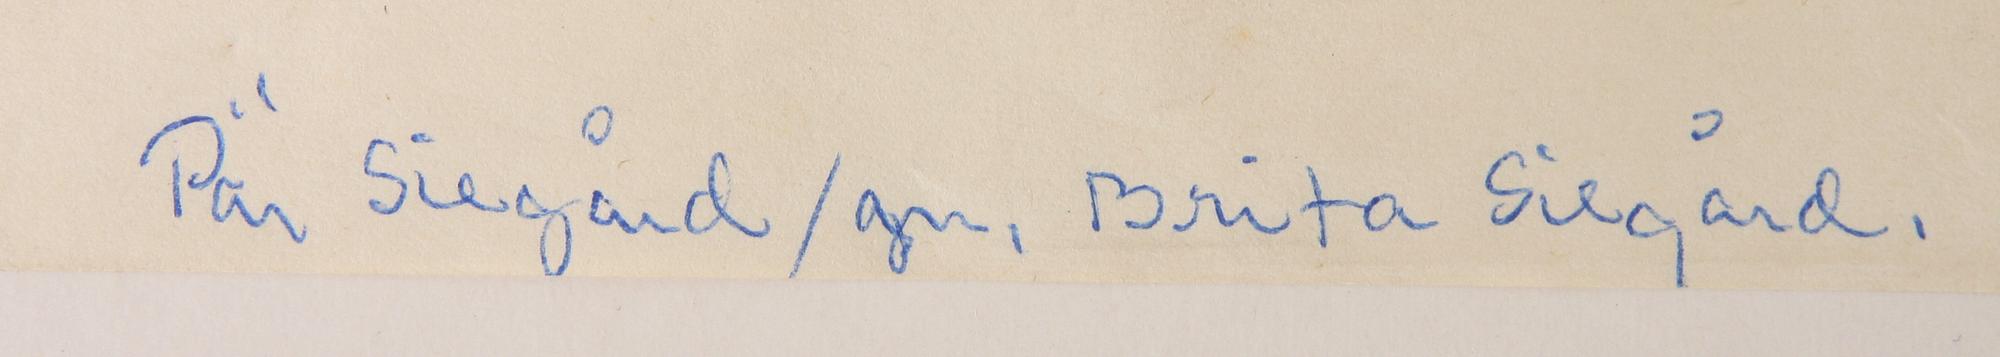 Pär Siegård/gm. Brita Siegård.